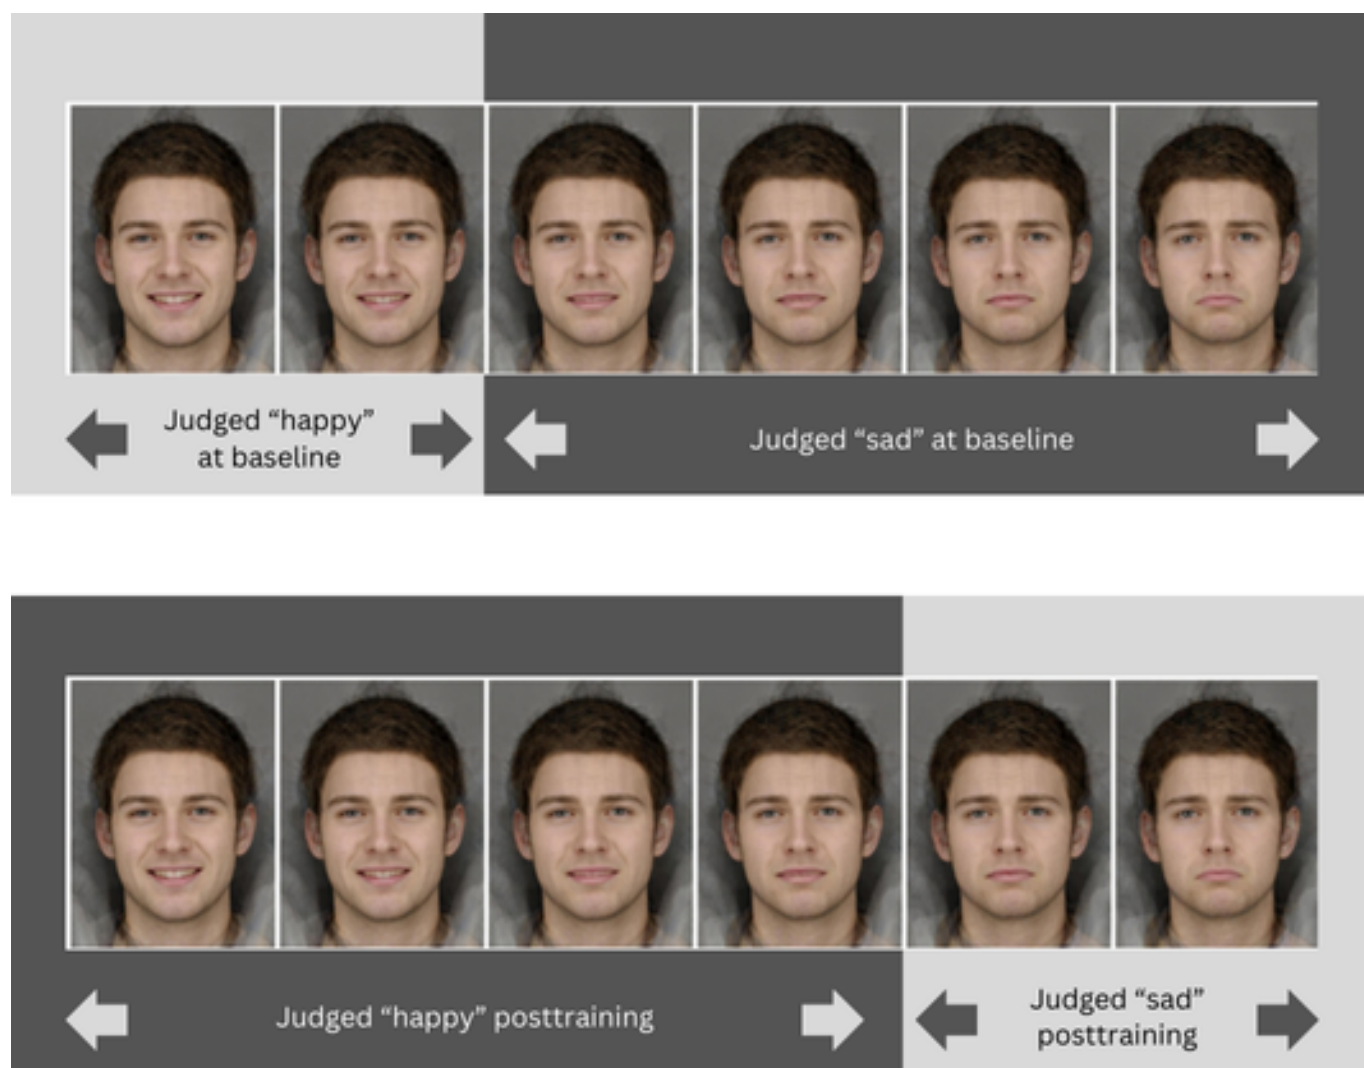 Judged “happy”
at baseline
Judged “sad” at baseline
Judged “happy” posttraining
Judged “sad”
posttraining